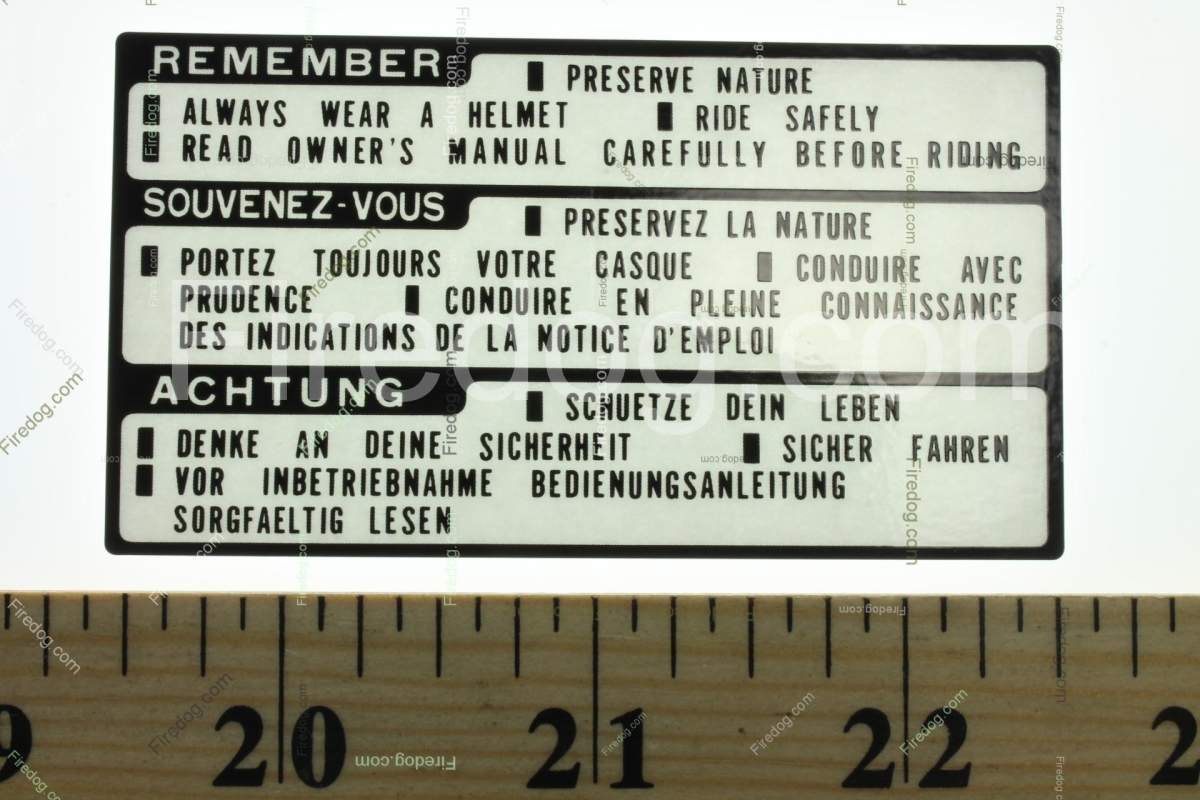 REMEMBER
PRESERVE NATURE
ALWAYS WEAR A HELMET RIDE SAFELY
READ OWNER'S MANUAL CAREFULLY BEFORE RIDING
SOUVENEZ-VOUS
PRESERVEZ LA NATURE
PORTEZ TOUJOURS VOTRE CASQUE CONDUIRE AVEC
PRUDENCE CONDUIRE EN PLEINE CONNAISSANCE
DES INDICATIONS DE LA NOTICE D'EMPLOI
ACHTUNG
SCHUETZE DEIN LEBEN
DENKE AN DEINE SICHERHEIT SICHER FAHREN
VOR INBETRIEBNAHME BEDIENUNGSANLEITUNG
SORGFAELTIG LESEN
Firedog.com
20 21 22